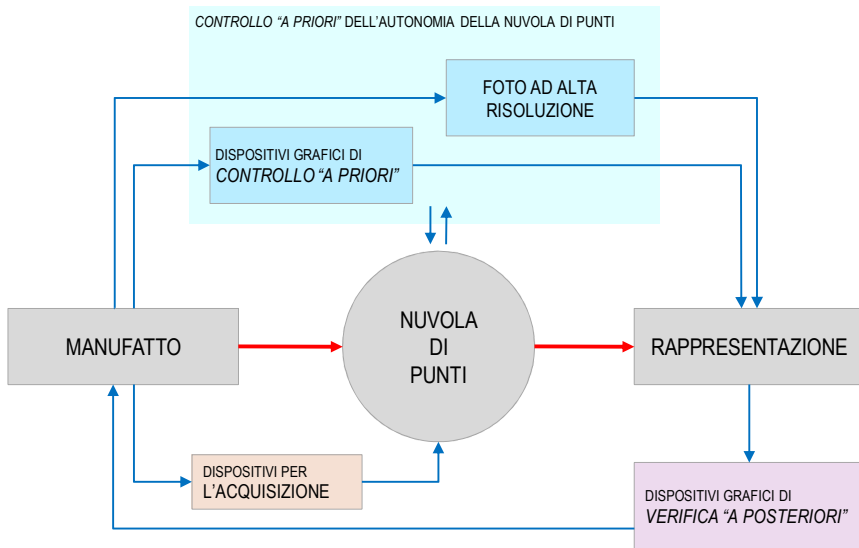 CONTROLLO “A PRIORI” DELL’AUTONOMIA DELLA NUVOLA DI PUNTI
FOTO AD ALTA
RISOLUZIONE
DISPOSITIVI GRAFICI DI
CONTROLLO “A PRIORI”
MANUFATTO
NUVOLA
DI
PUNTI
RAPPRESENTAZIONE
DISPOSITIVI PER
L’ACQUISIZIONE
DISPOSITIVI GRAFICI DI
VERIFICA “A POSTERIORI”